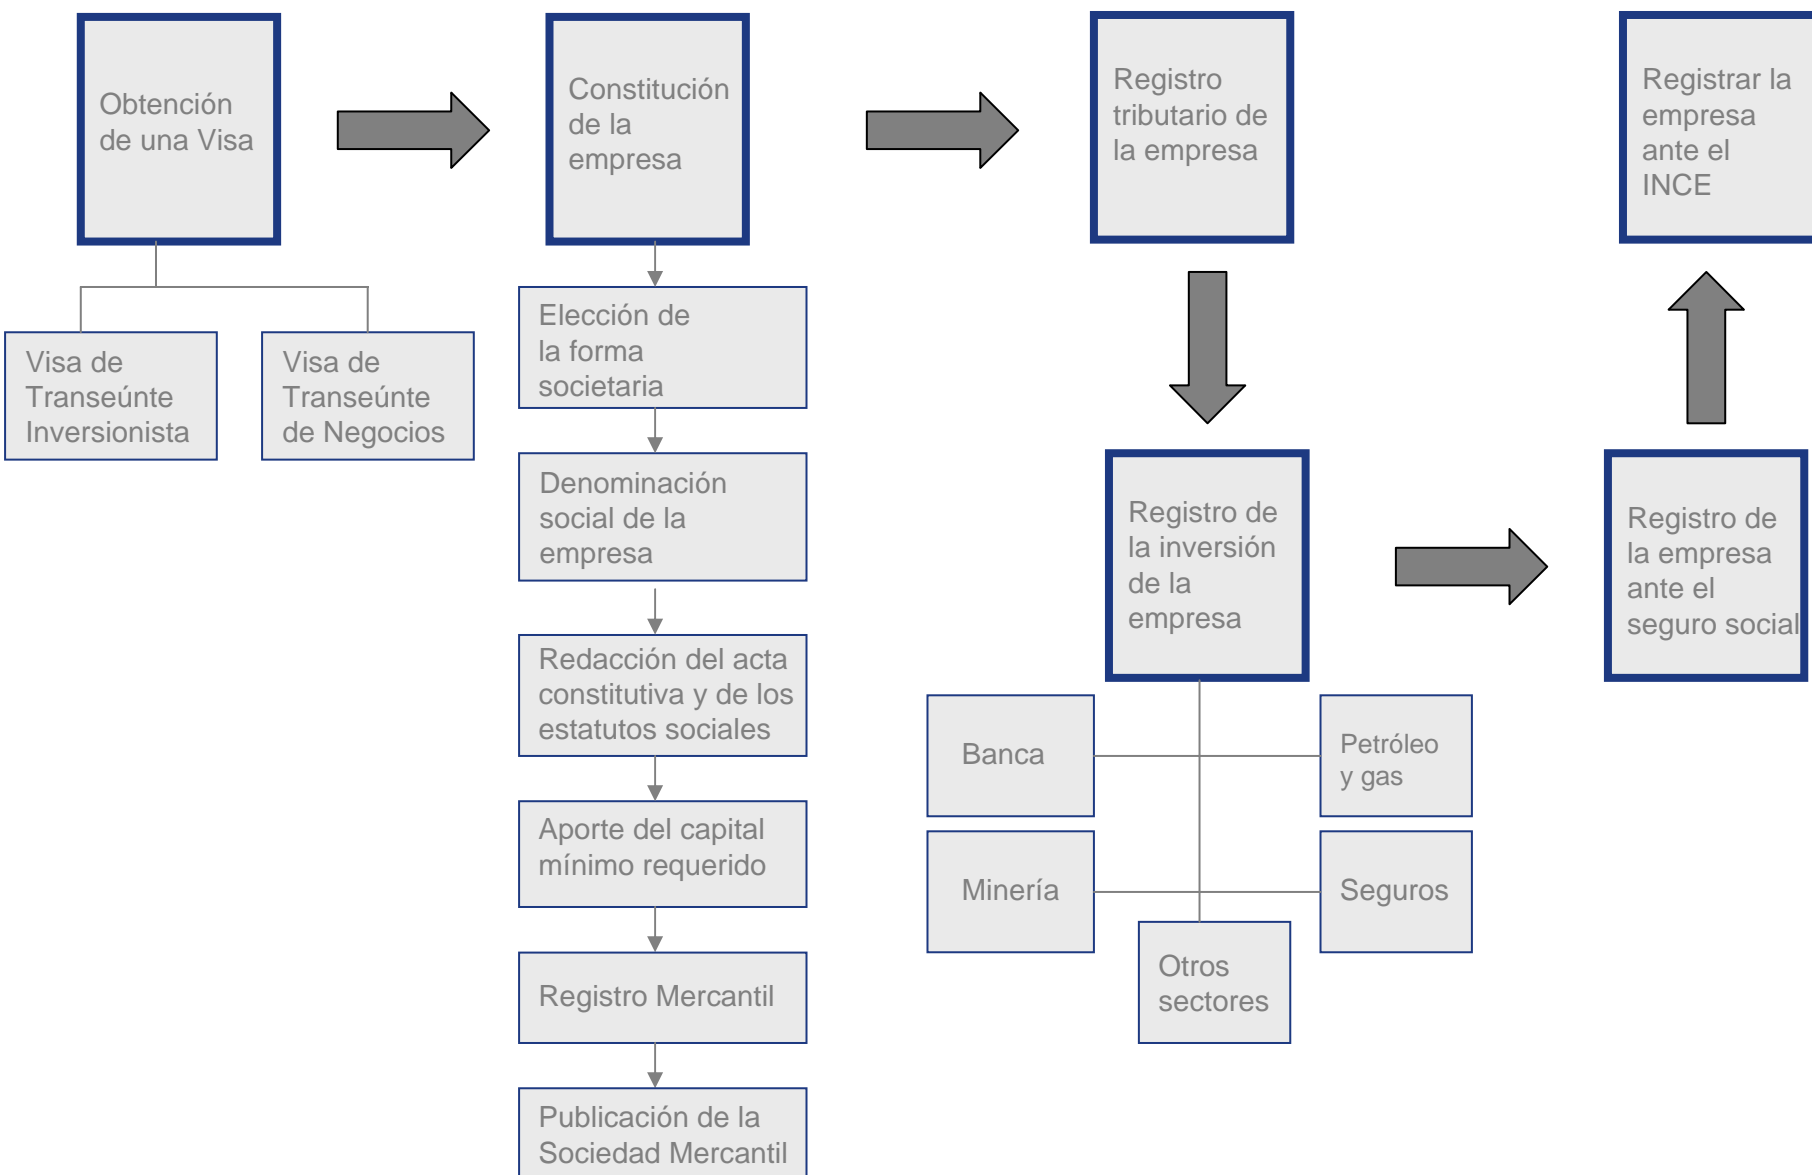 Obtención
de una Visa
Visa de
Transeúnte
Inversionista
Visa de
Transeúnte
de Negocios
Constitución
de la
empresa
Elección de
la forma
societaria
Denominación
social de la
empresa
Redacción del acta
constitutiva y de los
estatutos sociales
Aporte del capital
mínimo requerido
Registro Mercantil
Publicación de la
Sociedad Mercantil
Registro
tributario de
la empresa
Registro de
la inversión
de la
empresa
Banca
Petróleo
y gas
Minería
Seguros
Otros
sectores
Registro de
la empresa
ante el
seguro social
Registrar la
empresa
ante el
INCE